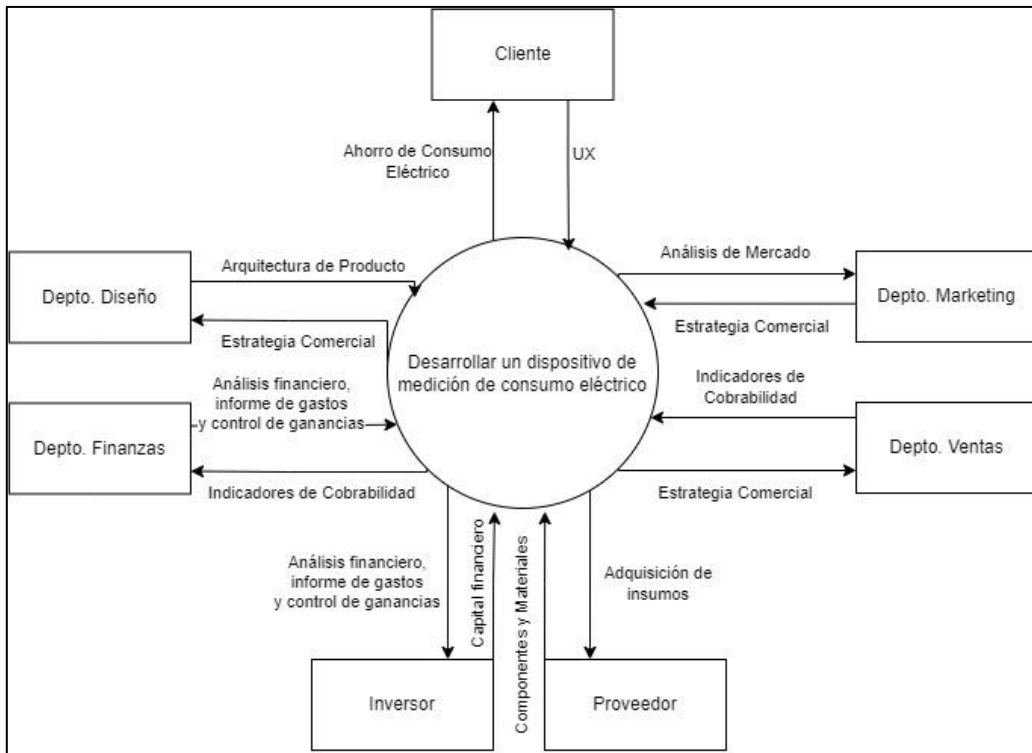 Cliente
Ahorro de Consumo
Eléctrico
UX
Arquitectura de Producto
Análisis de Mercado
Depto. Diseño
Depto. Marketing
Estrategia Comercial
Estrategia Comercial
Desarrollar un dispositivo de
medición de consumo eléctrico
Análisis financiero,
informe de gastos
y control de ganancias
Indicadores de
Cobrabilidad
Depto. Finanzas
Depto. Ventas
Indicadores de Cobrabilidad
Estrategia Comercial
Análisis financiero,
informe de gastos
y control de ganancias
Capital financiero
Componentes y Materiales
Adquisición de
insumos
Inversor
Proveedor